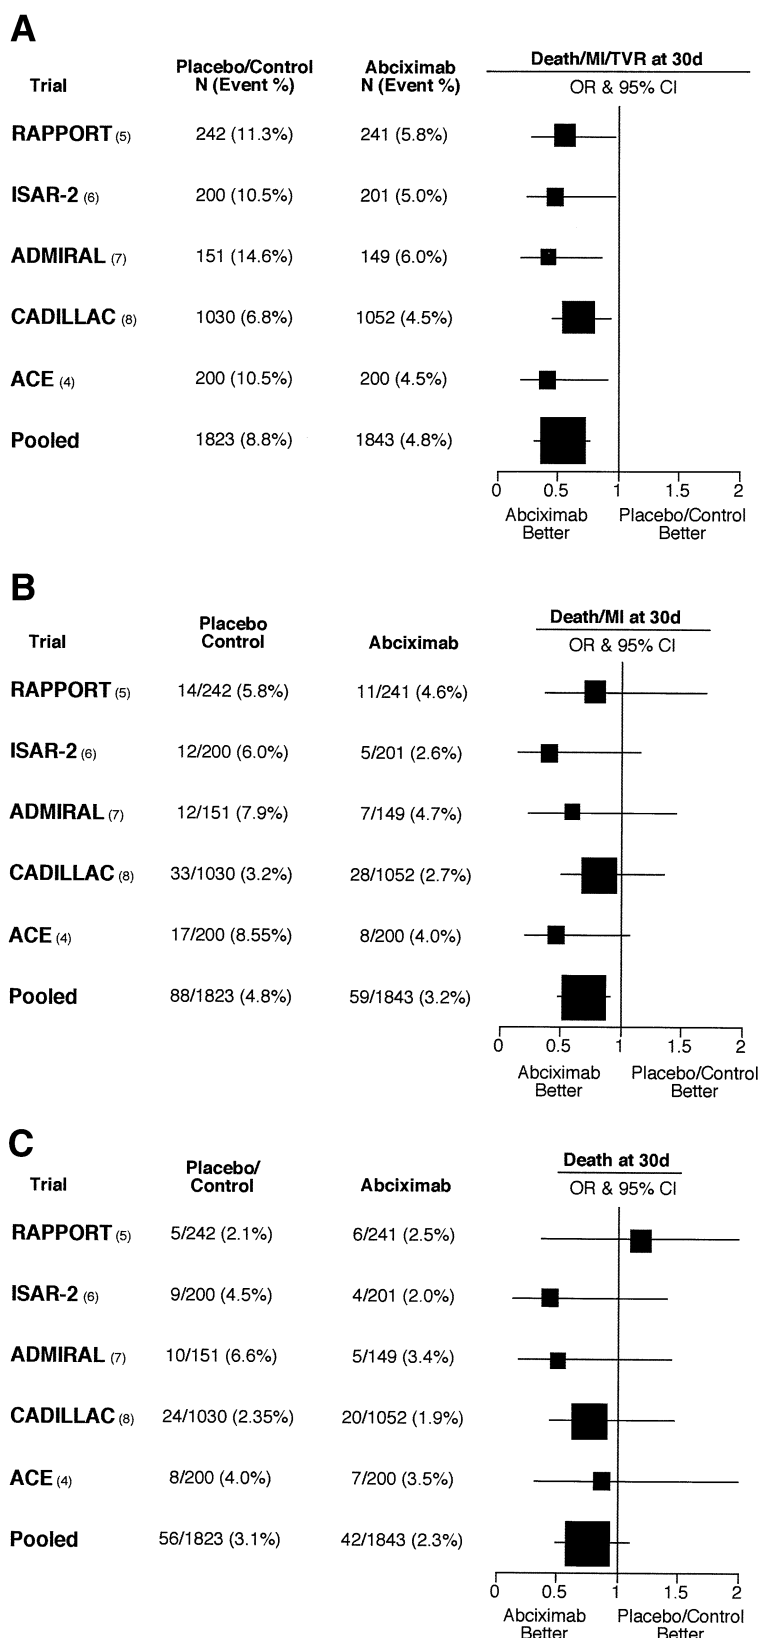 A
Trial Placebo/Control N (Event %) Abciximab N (Event %) Death/MI/TVR at 30d
OR & 95% CI
RAPPORT (5) 242 (11.3%) 241 (5.8%)
ISAR-2 (6) 200 (10.5%) 201 (5.0%)
ADMIRAL (7) 151 (14.6%) 149 (6.0%)
CADILLAC (8) 1030 (6.8%) 1052 (4.5%)
ACE (4) 200 (10.5%) 200 (4.5%)
Pooled 1823 (8.8%) 1843 (4.8%)
0 0.5 1 1.5 2
Abciximab Placebo/Control
Better Better
B
Trial Placebo Control Abciximab Death/MI at 30d
OR & 95% CI
RAPPORT (5) 14/242 (5.8%) 11/241 (4.6%)
ISAR-2 (6) 12/200 (6.0%) 5/201 (2.6%)
ADMIRAL (7) 12/151 (7.9%) 7/149 (4.7%)
CADILLAC (8) 33/1030 (3.2%) 28/1052 (2.7%)
ACE (4) 17/200 (8.55%) 8/200 (4.0%)
Pooled 88/1823 (4.8%) 59/1843 (3.2%)
0 0.5 1 1.5 2
Abciximab Placebo/Control
Better Better
C
Trial Placebo/ Control Abciximab Death at 30d
OR & 95% CI
RAPPORT (5) 5/242 (2.1%) 6/241 (2.5%)
ISAR-2 (6) 9/200 (4.5%) 4/201 (2.0%)
ADMIRAL (7) 10/151 (6.6%) 5/149 (3.4%)
CADILLAC (8) 24/1030 (2.35%) 20/1052 (1.9%)
ACE (4) 8/200 (4.0%) 7/200 (3.5%)
Pooled 56/1823 (3.1%) 42/1843 (2.3%)
0 0.5 1 1.5 2
Abciximab Placebo/Control
Better Better